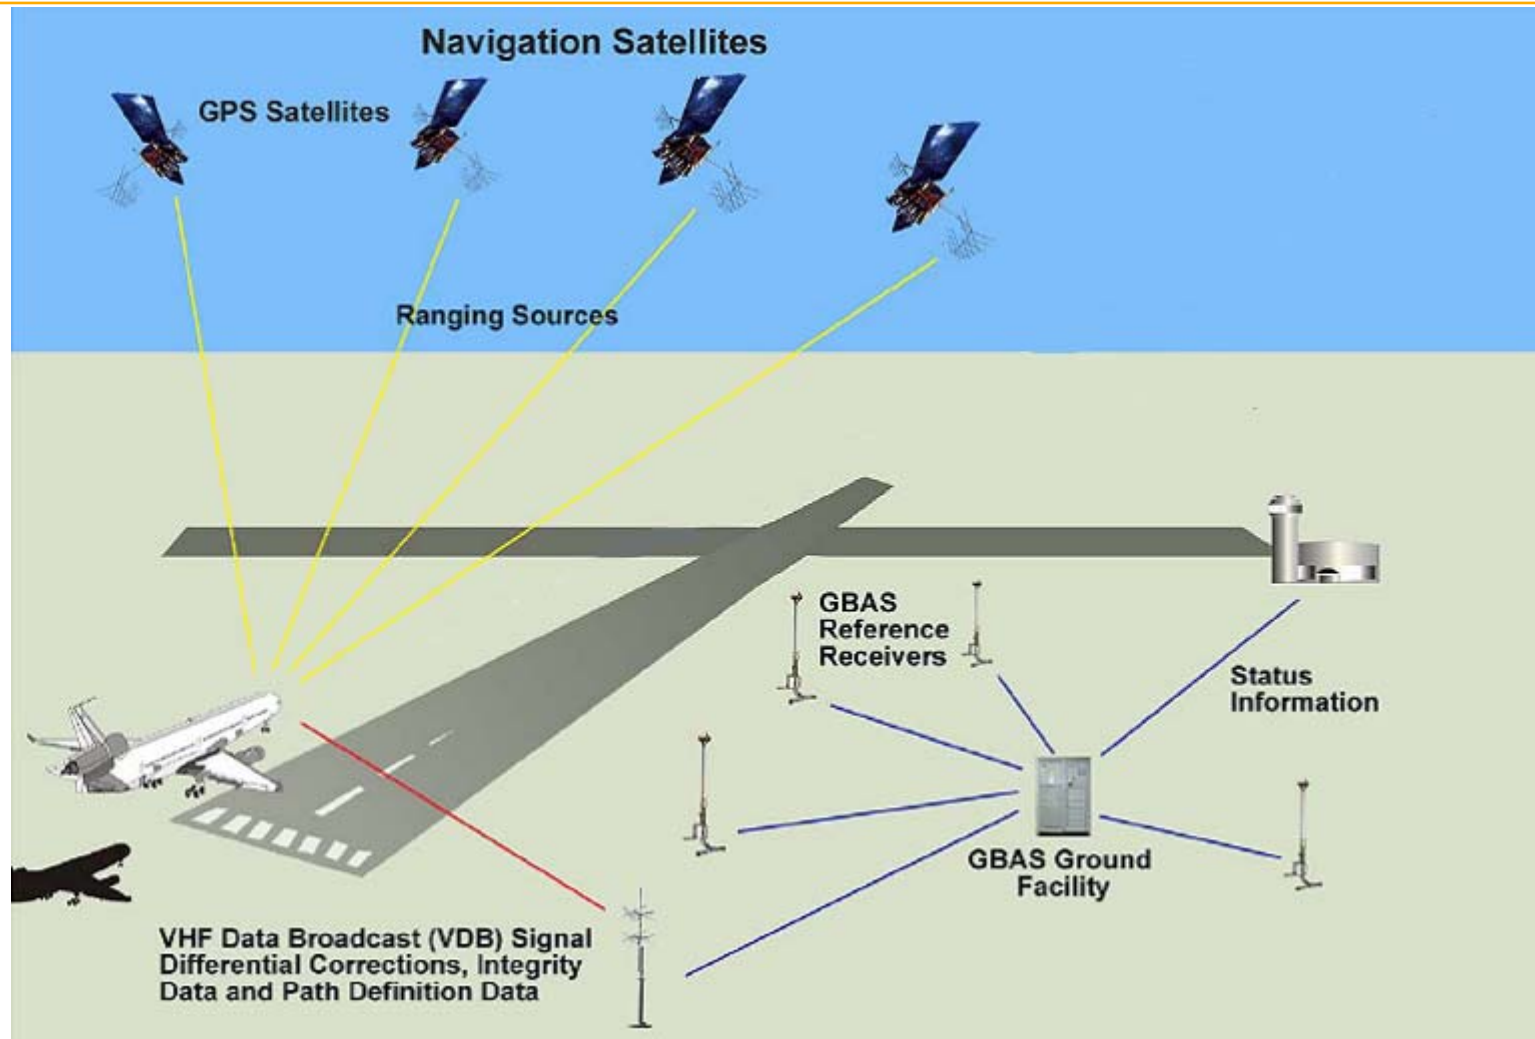 Navigation Satellites
GPS Satellites
Ranging Sources
GBAS
Reference
Receivers
Status
Information
GBAS Ground
Facility
VHF Data Broadcast (VDB) Signal
Differential Corrections, Integrity
Data and Path Definition Data